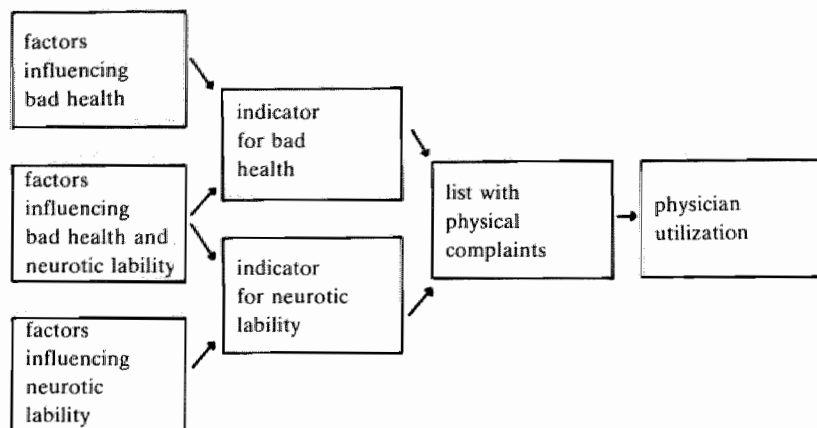 factors
influencing
bad health
factors
influencing
bad health and
neurotic lability
factors
influencing
neurotic
lability
indicator
for bad
health
indicator
for neurotic
lability
list with
physical
complaints
physician
utilization